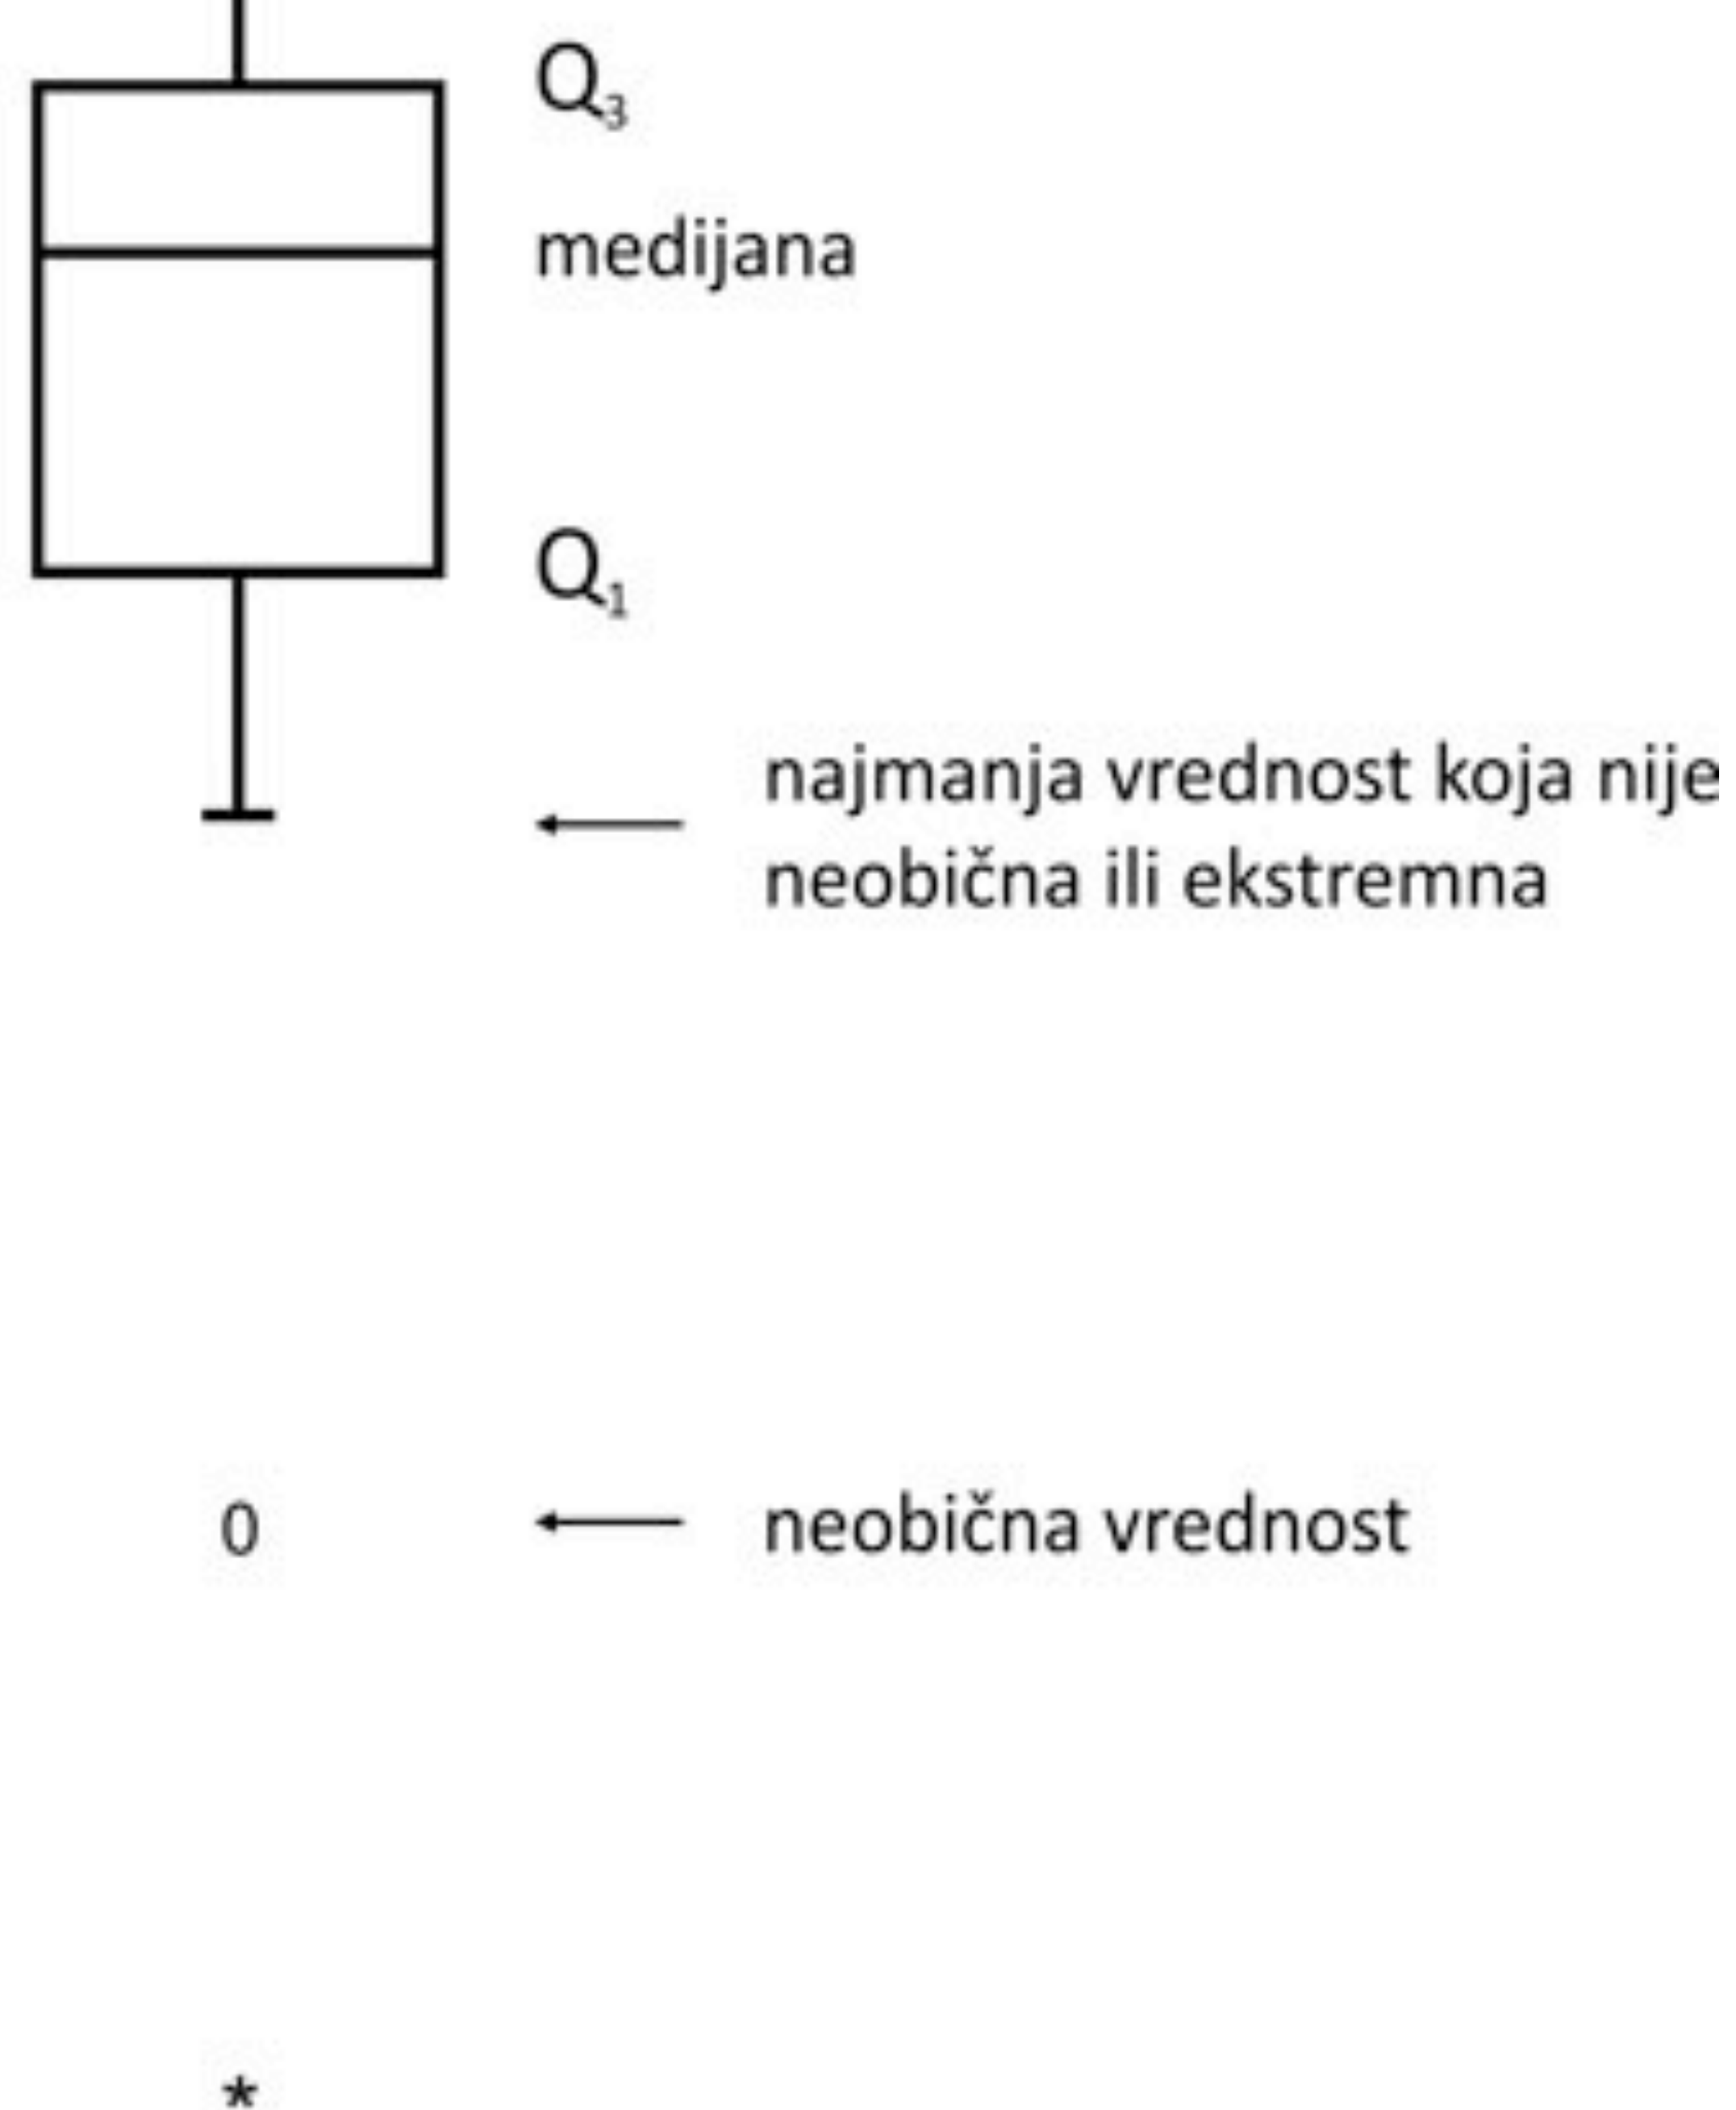 Q₃
medijana
Q₁
najmanja vrednost koja nije
neobična ili ekstremna
0
neobična vrednost
*